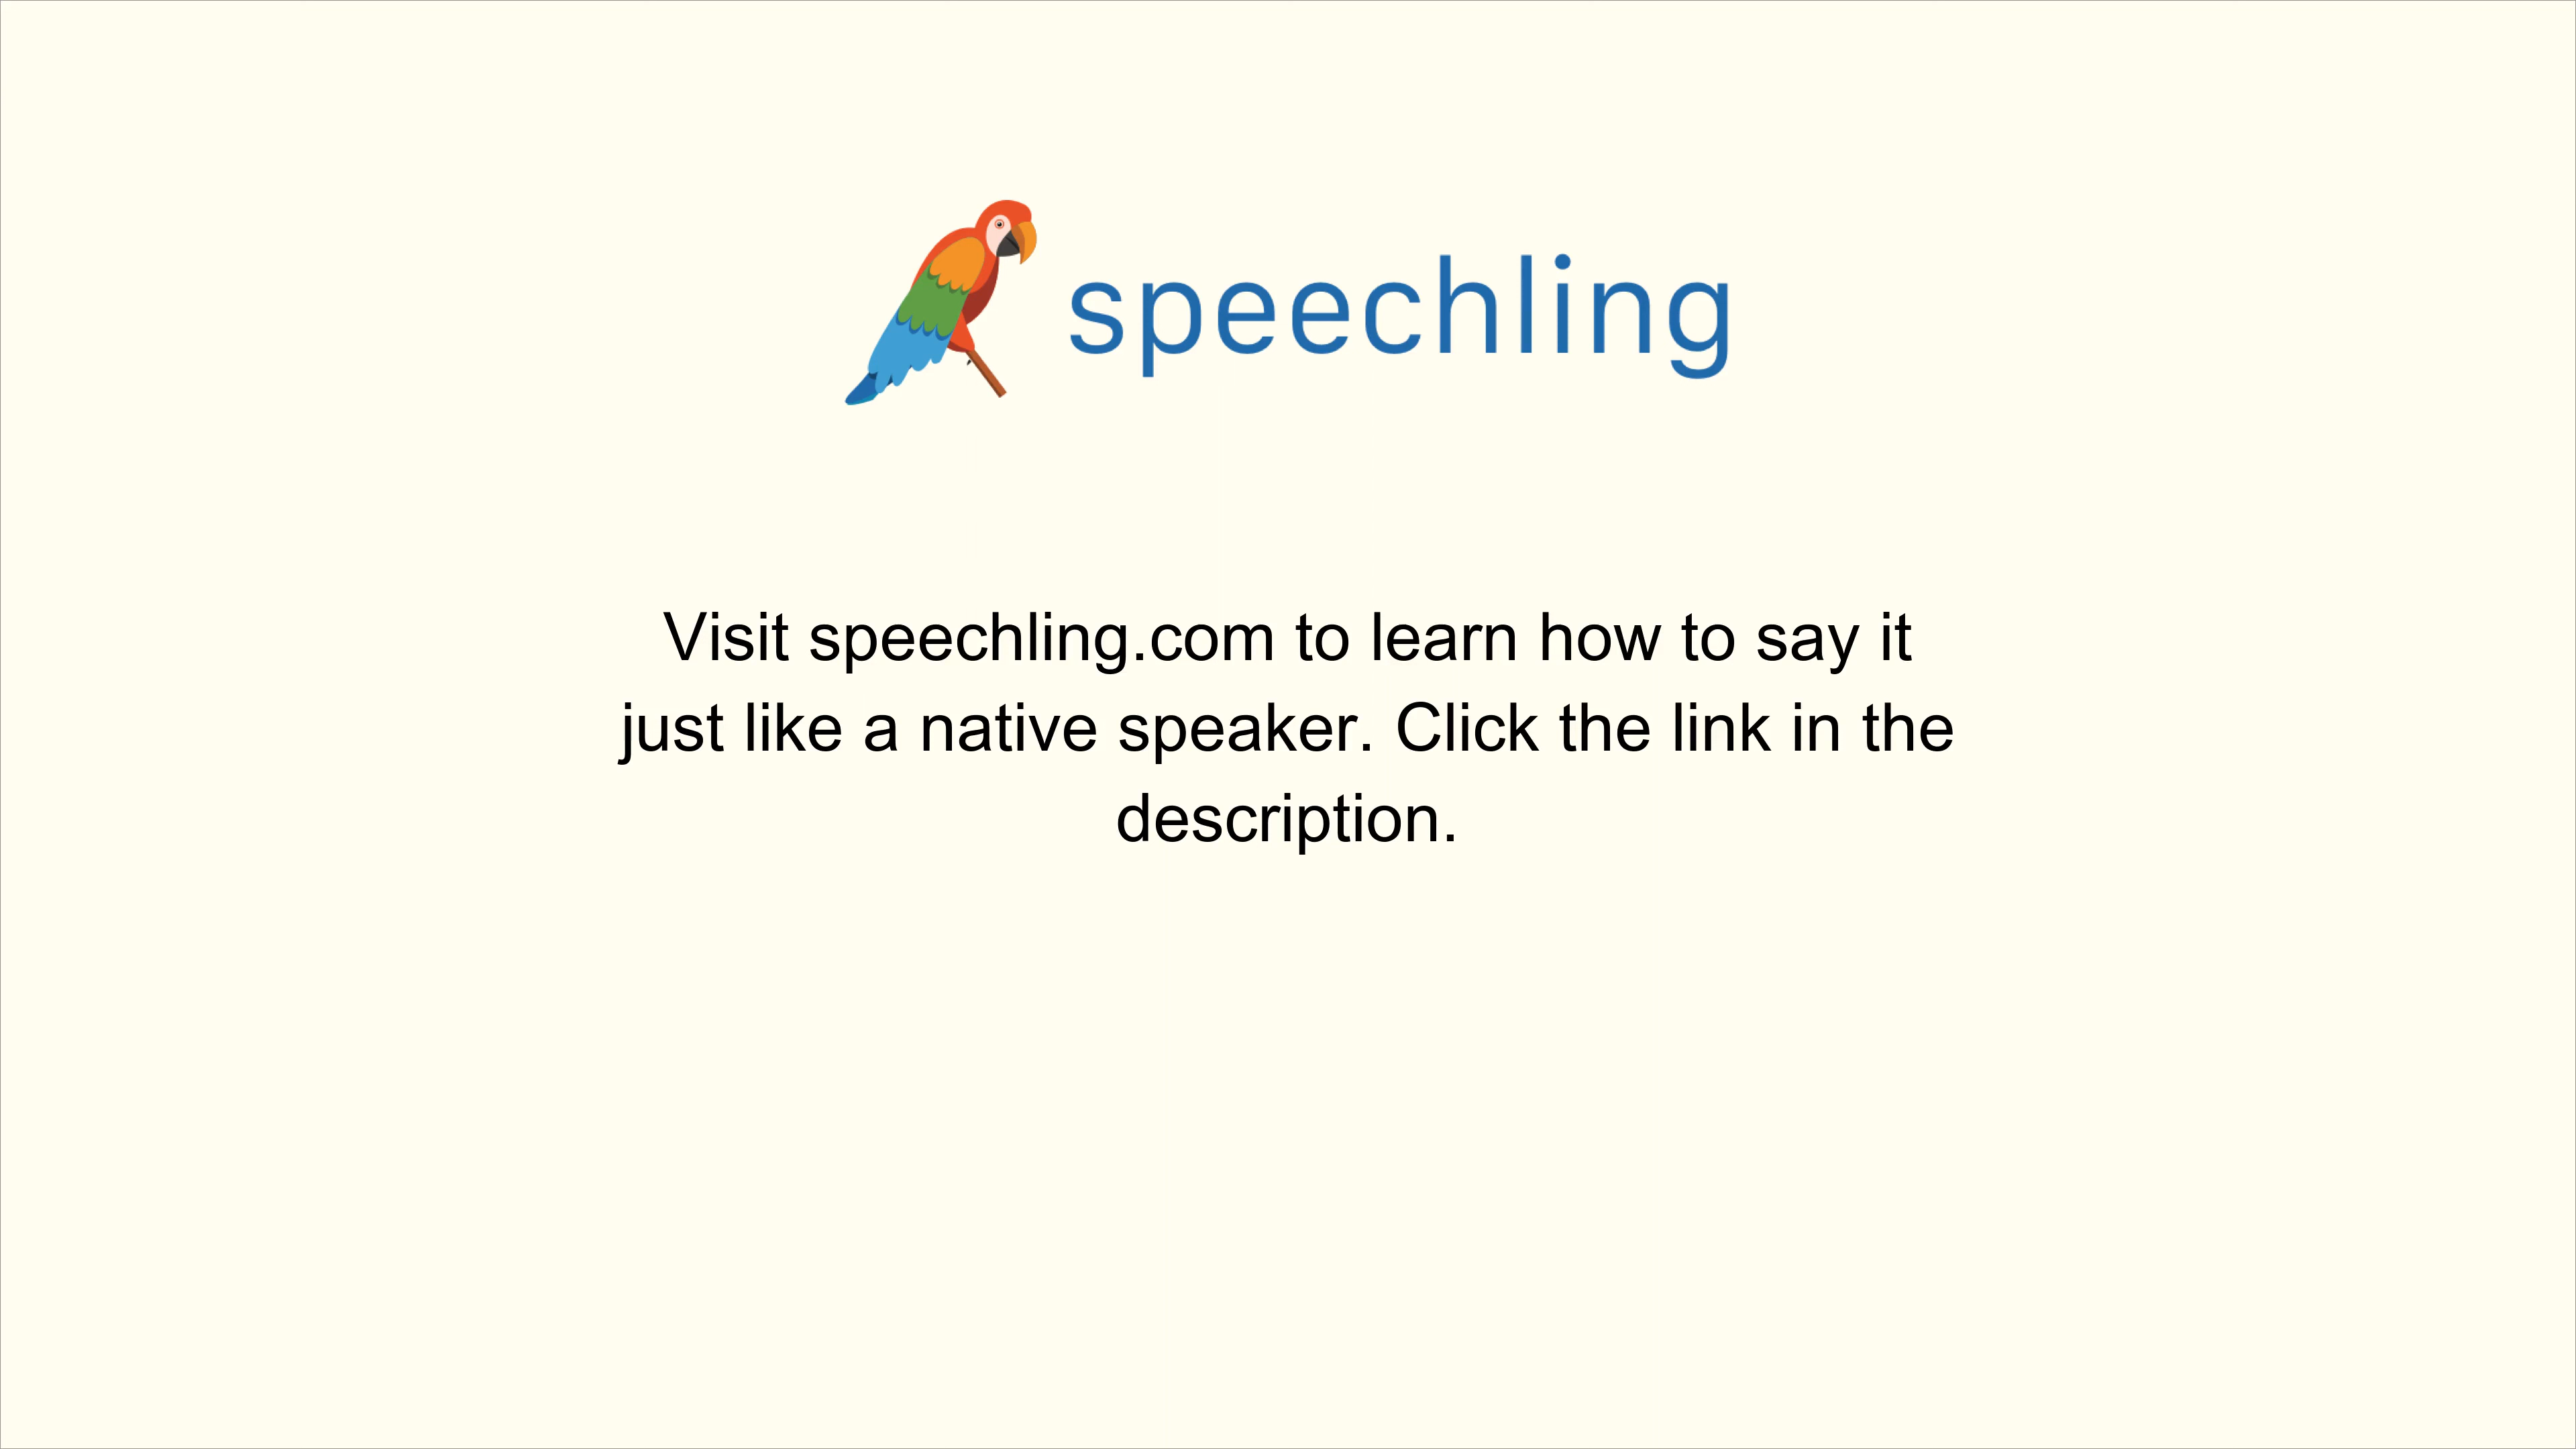 speechling
Visit speechling.com to learn how to say it
just like a native speaker. Click the link in the
description.